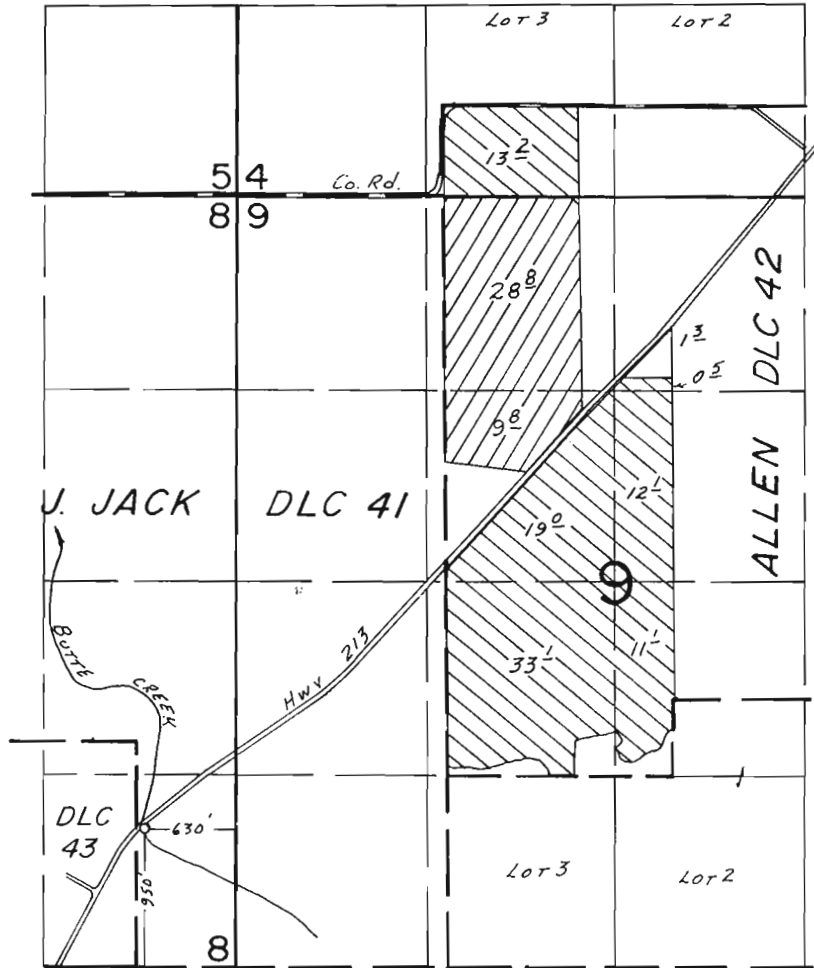 LOT 3
LOT 2
13 2
5 4
Co. Rd.
8 9
28 8
DLC 42
1 3
0 5
9 8
J. JACK
DLC 41
12 1
ALLEN
19 0
9
BUTTE
CREEK
HWY 213
33 1
11 1
DLC
43
630'
950'
LOT 3
LOT 2
8